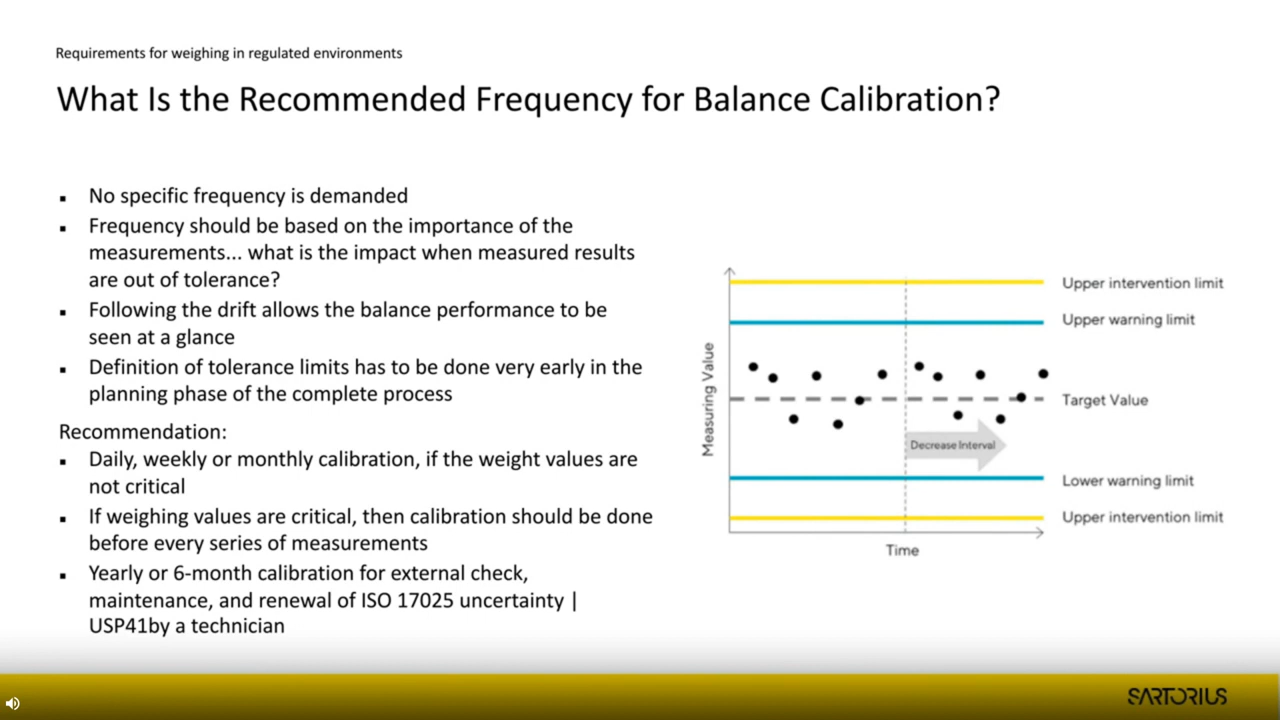 Requirements for weighing in regulated environments
What Is the Recommended Frequency for Balance Calibration?
▪ No specific frequency is demanded
▪ Frequency should be based on the importance of the
measurements... what is the impact when measured results
are out of tolerance?
▪ Following the drift allows the balance performance to be
seen at a glance
▪ Definition of tolerance limits has to be done very early in the
planning phase of the complete process
Recommendation:
▪ Daily, weekly or monthly calibration, if the weight values are
not critical
▪ If weighing values are critical, then calibration should be done
before every series of measurements
▪ Yearly or 6-month calibration for external check,
maintenance, and renewal of ISO 17025 uncertainty |
USP41by a technician
Measuring Value
Upper intervention limit
Upper warning limit
Target Value
Decrease Interval
Lower warning limit
Upper intervention limit
Time
SARTORIUS